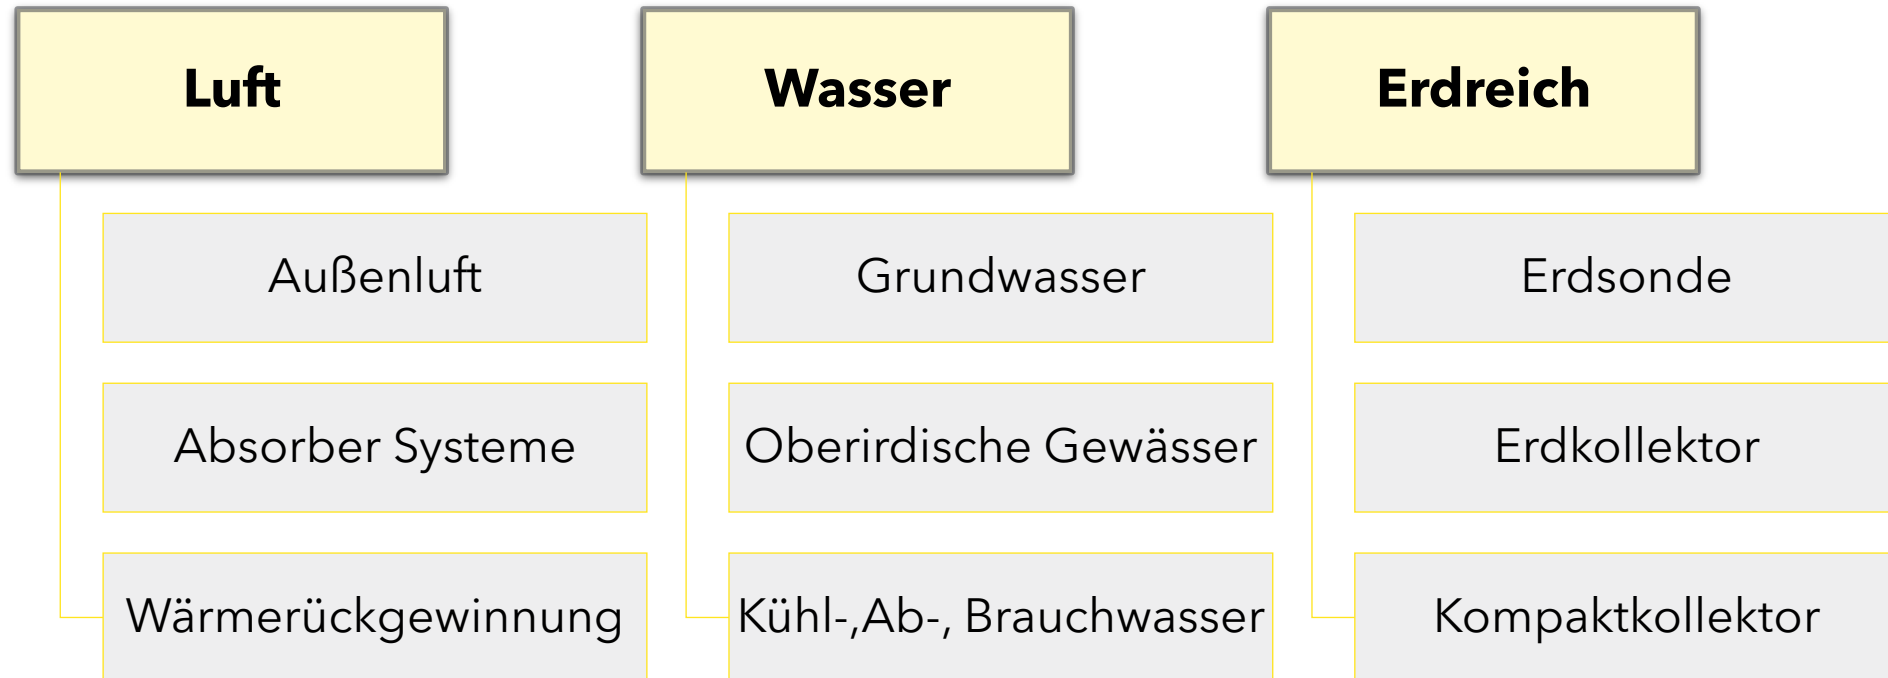 Luft
Außenluft
Absorber Systeme
Wärmerückgewinnung
Wasser
Grundwasser
Oberirdische Gewässer
Kühl-,Ab-, Brauchwasser
Erdreich
Erdsonde
Erdkollektor
Kompaktkollektor